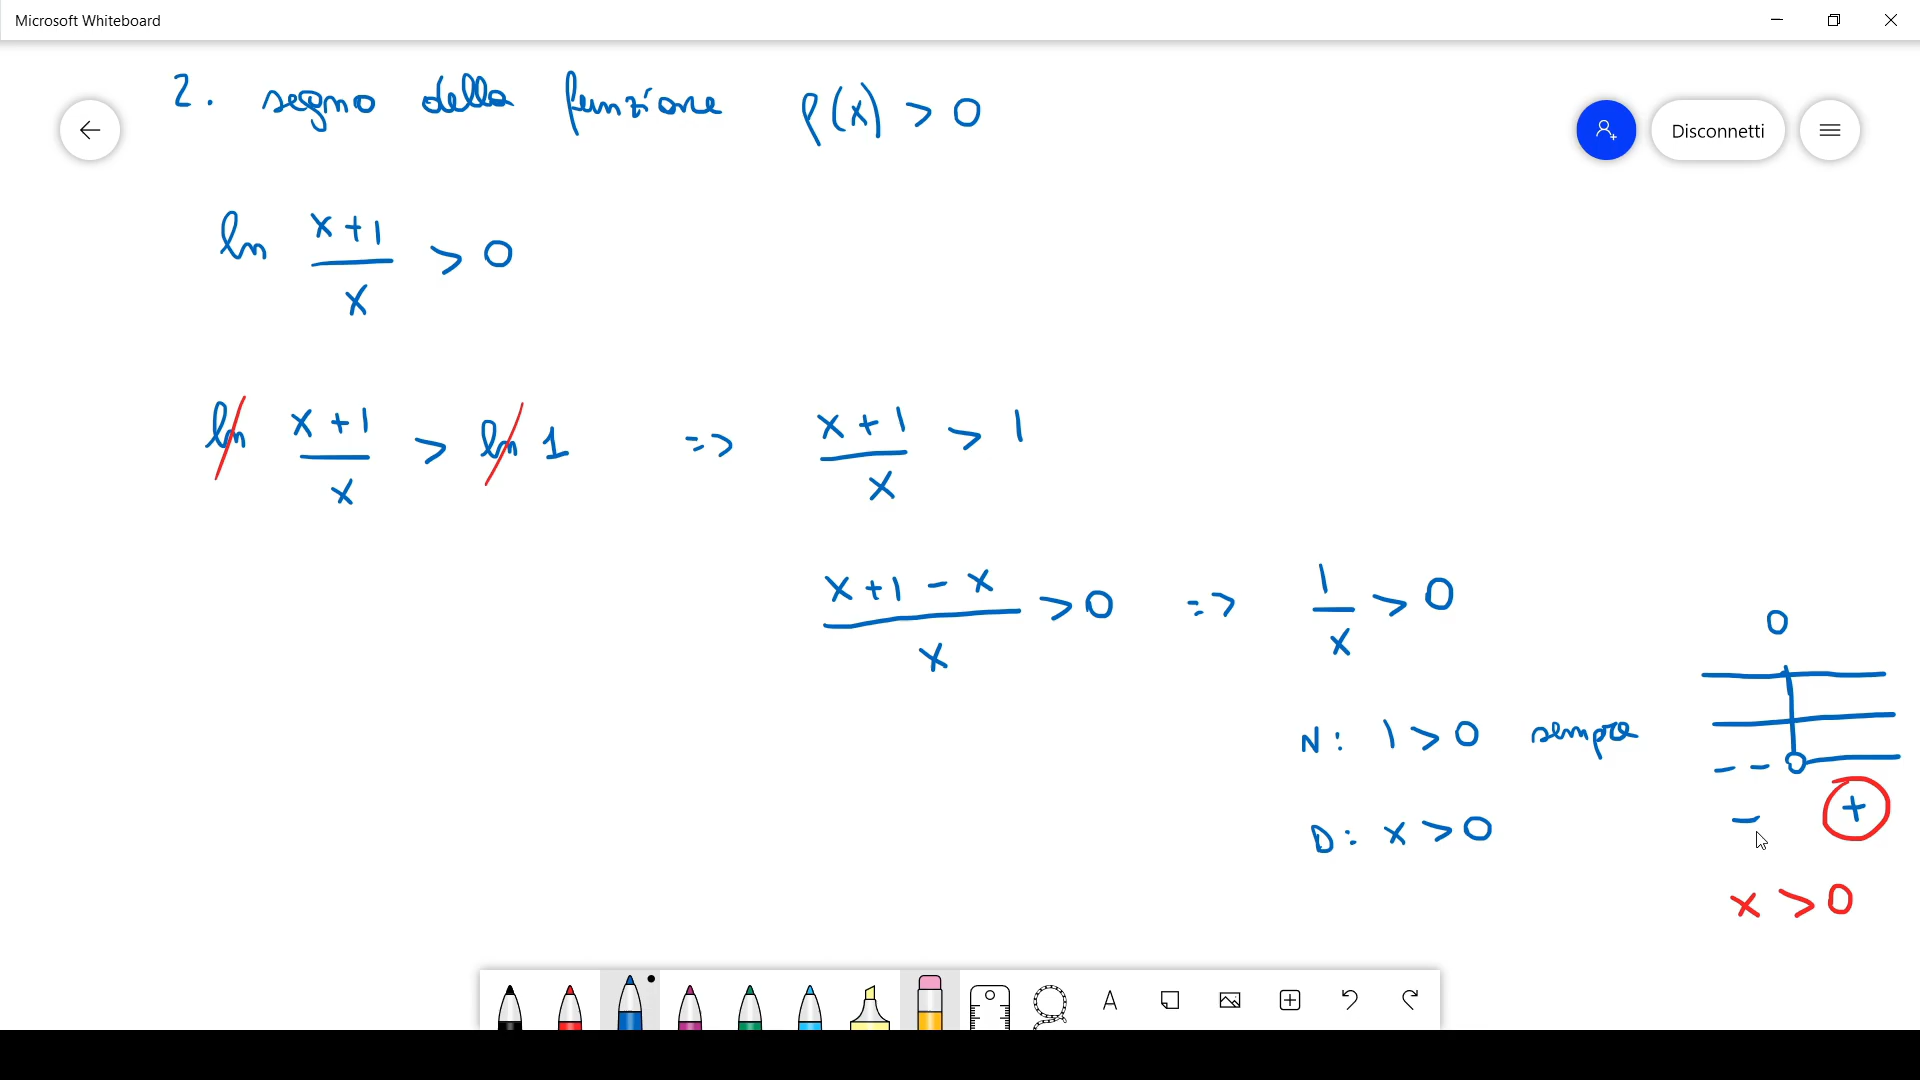 Microsoft Whiteboard
2. segno della funzione f(x) > 0
Disconnetti
ln (x+1)/x > 0
ln (x+1)/x > ln 1 => (x+1)/x > 1
(x+1-x)/x > 0 => 1/x > 0
0
N: 1 > 0 sempre
D: x > 0
- +
x > 0